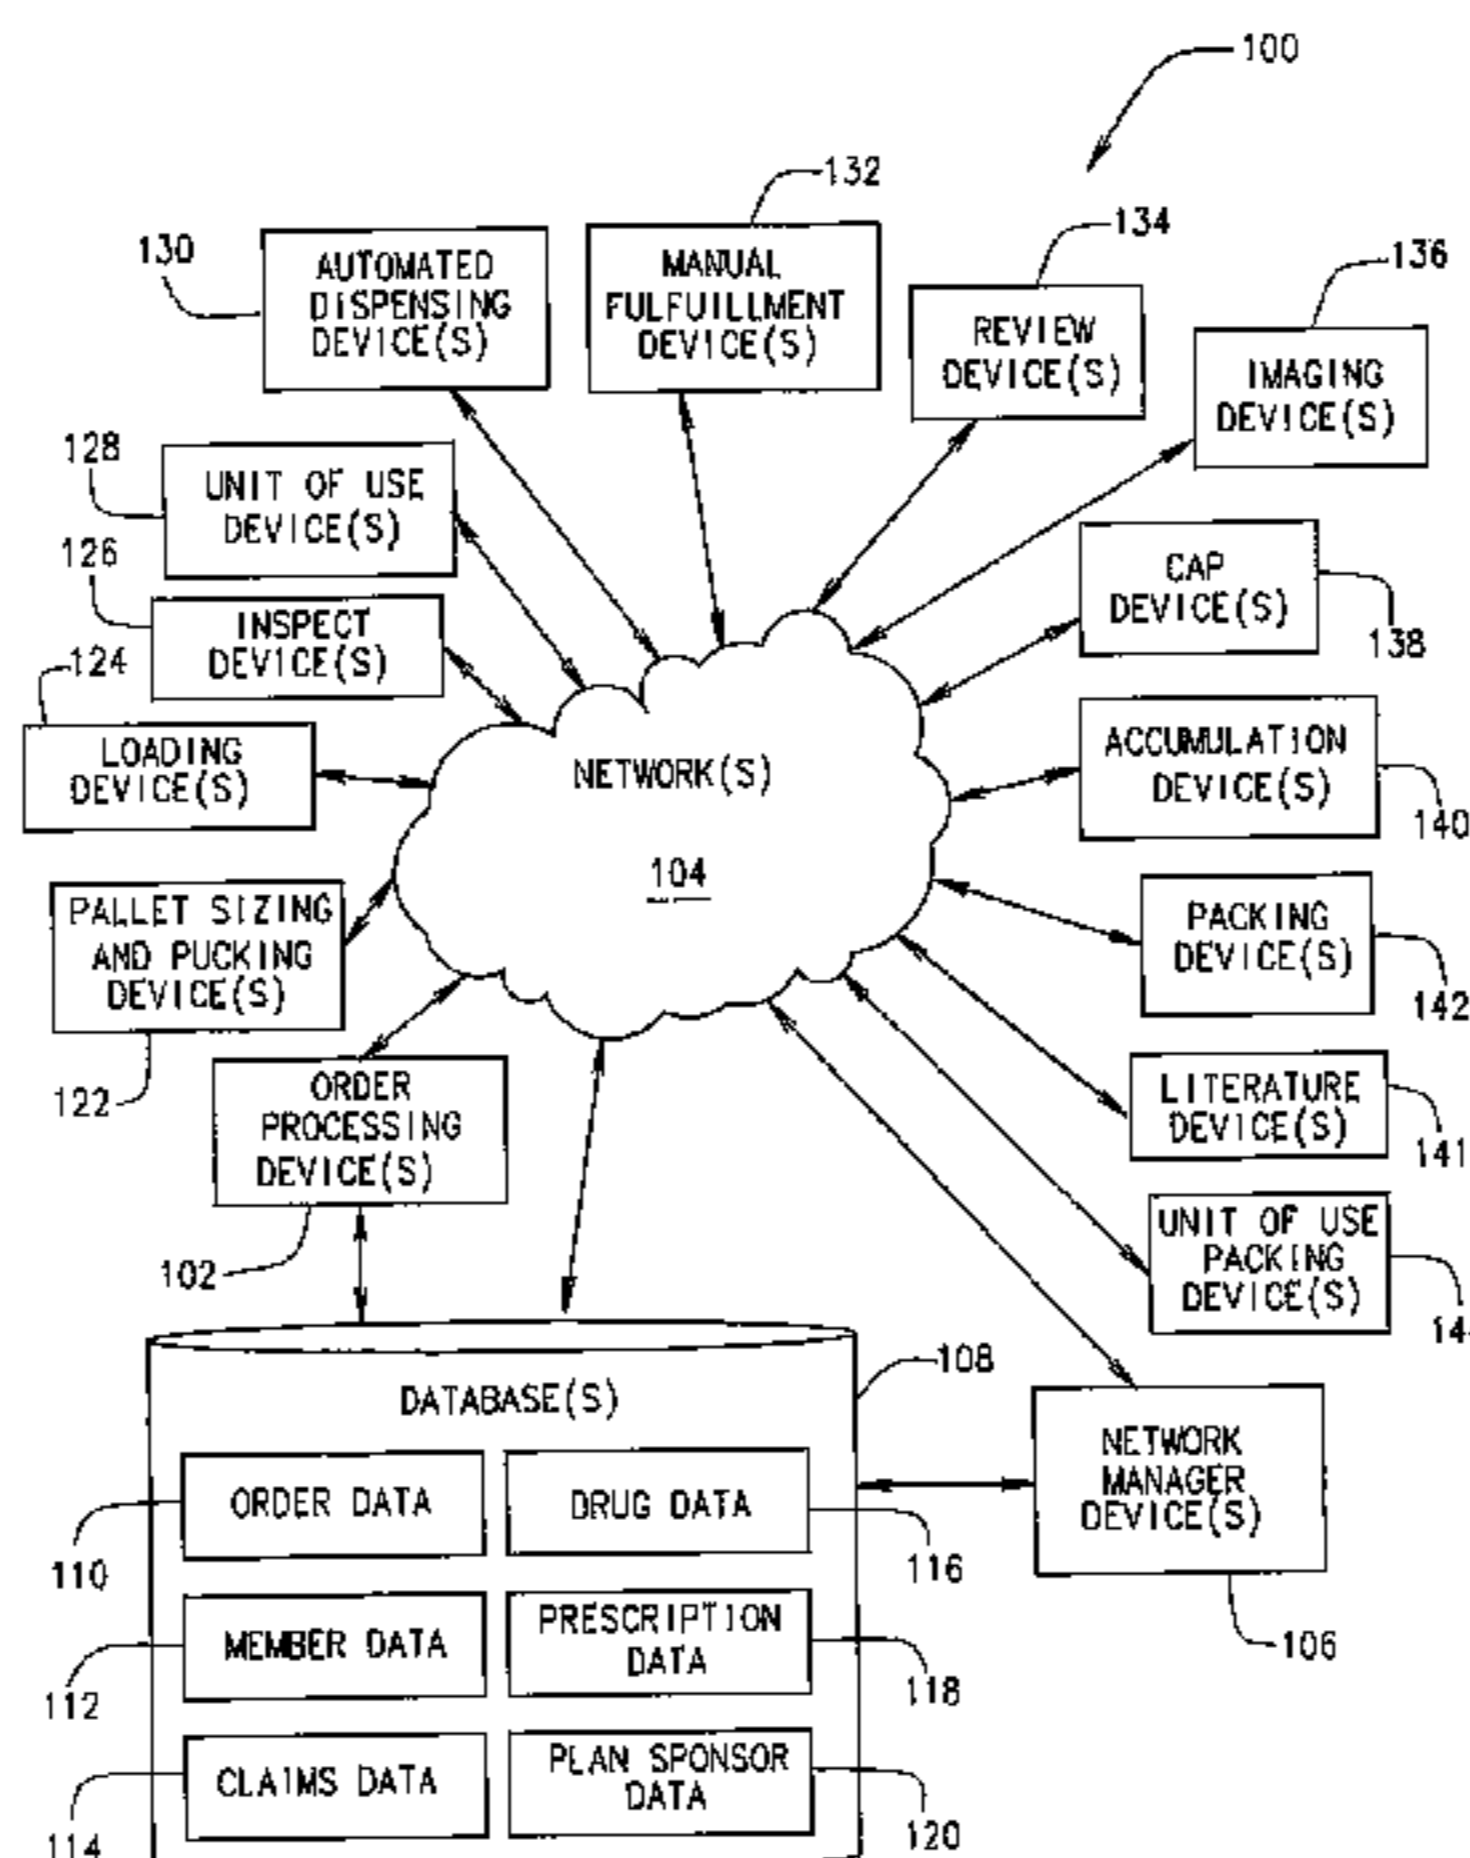 100
132
134
130
136
AUTOMATED
DISPENSING
DEVICE(S)
MANUAL
FULFUILLMENT
DEVICE(S)
REVIEW
DEVICE(S)
IMAGING
DEVICE(S)
128
UNIT OF USE
DEVICE(S)
126
INSPECT
DEVICE(S)
CAP
DEVICE(S)
138
124
LOADING
DEVICE(S)
NETWORK(S)
104
ACCUMULATION
DEVICE(S)
140
PALLET SIZING
AND PUCKING
DEVICE(S)
122
PACKING
DEVICE(S)
142
ORDER
PROCESSING
DEVICE(S)
102
LITERATURE
DEVICE(S)
141
UNIT OF USE
PACKING
DEVICE(S)
108
DATABASE(S)
NETWORK
MANAGER
DEVICE(S)
106
ORDER DATA
110
DRUG DATA
116
MEMBER DATA
112
PRESCRIPTION
DATA
118
CLAIMS DATA
114
PLAN SPONSOR
DATA
120